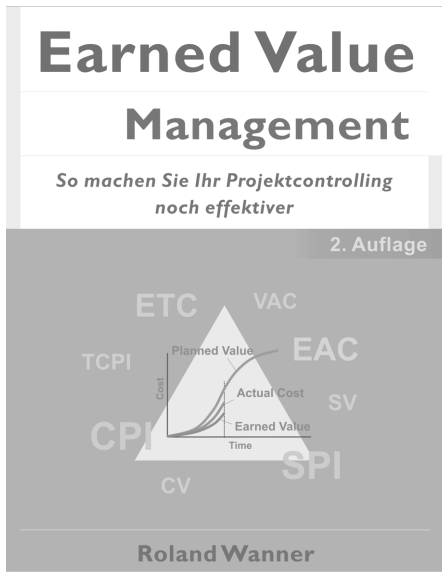 Earned Value
Management
So machen Sie Ihr Projektcontrolling
noch effektiver
2. Auflage
ETC
VAC
Planned Value
EAC
TCPI
Cost
Actual Cost
SV
CPI
Earned Value
Time
SPI
CV
Roland Wanner